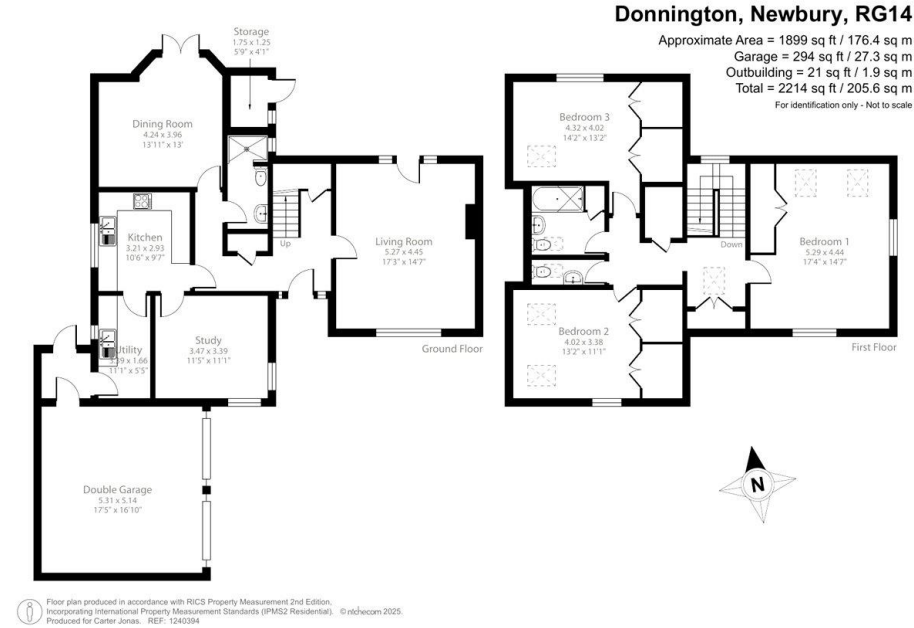 Donnington, Newbury, RG14
Approximate Area = 1899 sq ft / 176.4 sq m
Garage = 294 sq ft / 27.3 sq m
Outbuilding = 21 sq ft / 1.9 sq m
Total = 2214 sq ft / 205.6 sq m
For identification only - Not to scale
Storage
1.75 x 1.25
5'9" x 4'1"
Dining Room
4.24 x 3.96
13'11" x 13'
Kitchen
3.21 x 2.93
10'6" x 9'7"
Up
Living Room
5.27 x 4.45
17'3" x 14'7"
Utility
x 1.66
11'1" x 5'5"
Study
3.47 x 3.39
11'5" x 11'1"
Ground Floor
Double Garage
5.31 x 5.14
17'5" x 16'10"
Bedroom 3
4.32 x 4.02
14'2" x 13'2"
Down
Bedroom 1
5.29 x 4.44
17'4" x 14'7"
Bedroom 2
4.02 x 3.38
13'2" x 11'1"
First Floor
N
Floor plan produced in accordance with RICS Property Measurement 2nd Edition,
Incorporating International Property Measurement Standards (IPMS2 Residential). © nichecom 2025.
Produced for Carter Jonas. REF: 1240394